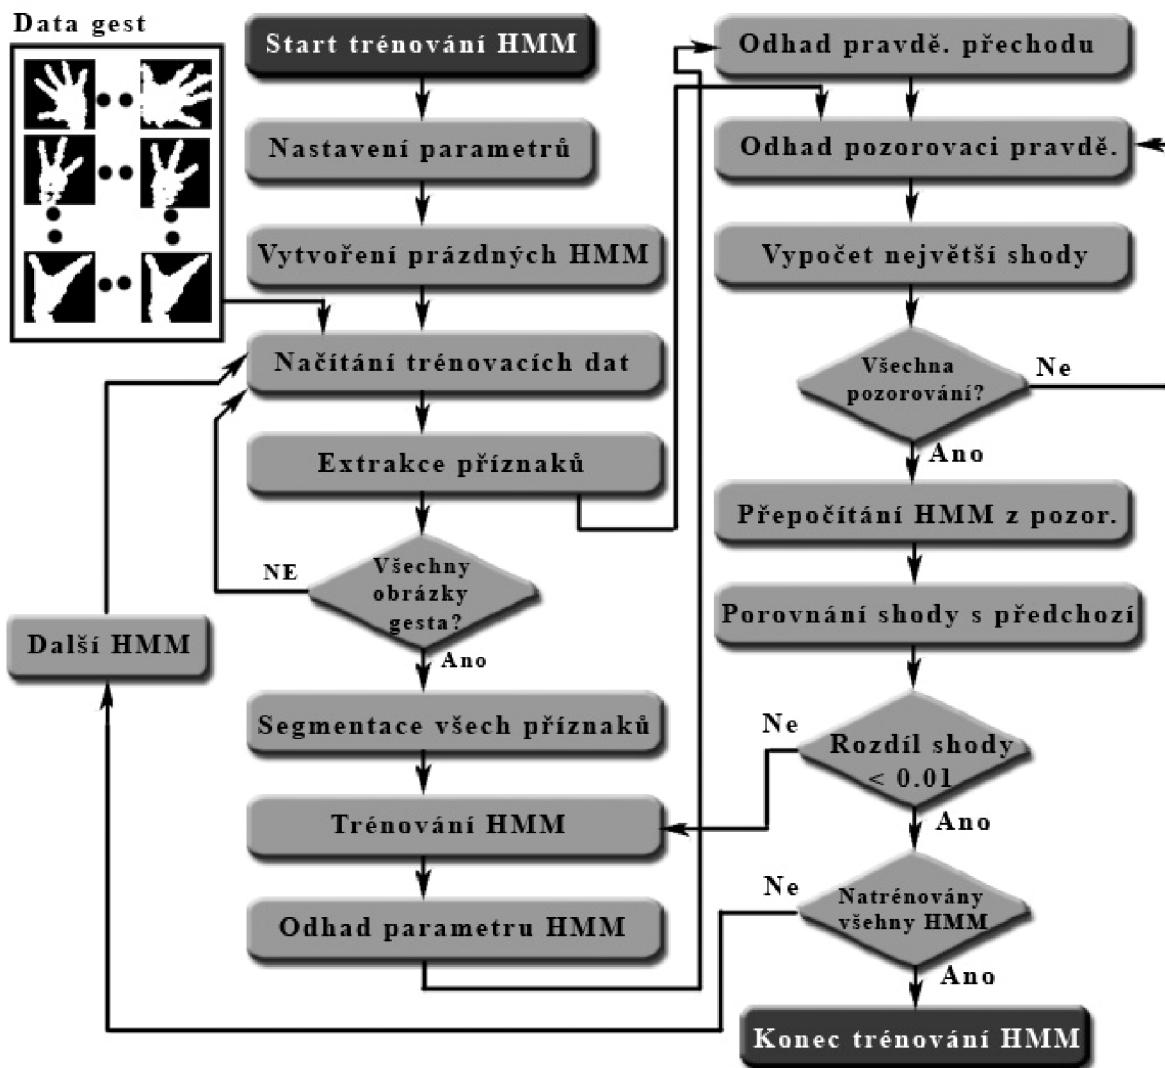 Data gest
Start trénování HMM
Nastavení parametrů
Vytvoření prázdných HMM
Načítání trénovacích dat
Extrakce příznaků
NE
Všechny
obrázky
gesta?
Další HMM
Ano
Segmentace všech příznaků
Trénování HMM
Odhad parametru HMM
Odhad pravdě. přechodu
Odhad pozorovaci pravdě.
Vypočet největší shody
Všechna
pozorování?
Ne
Ano
Přepočítání HMM z pozor.
Porovnání shody s předchozí
Ne
Rozdíl shody
< 0.01
Ano
Ne
Natrénovány
všehny HMM
Ano
Konec trénování HMM